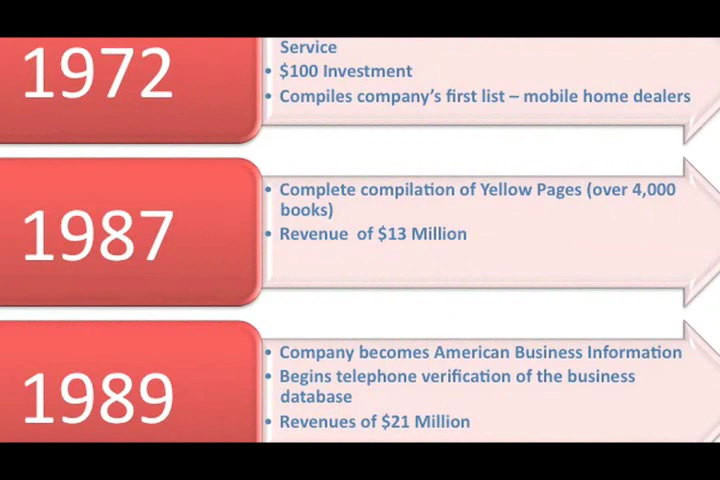 1972
Service
• $100 Investment
• Compiles company’s first list – mobile home dealers
1987
• Complete compilation of Yellow Pages (over 4,000
books)
• Revenue  of $13 Million
1989
• Company becomes American Business Information
• Begins telephone verification of the business
database
• Revenues of $21 Million